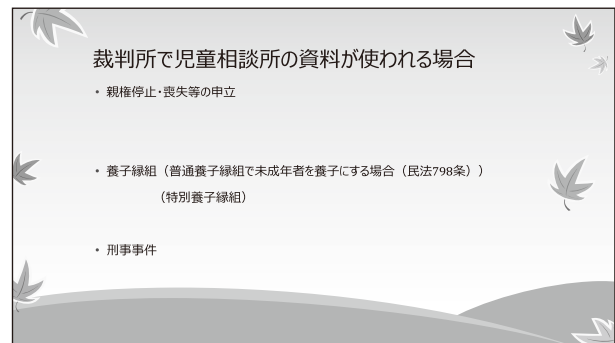 裁判所で児童相談所の資料が使われる場合
・親権停止・喪失等の申立
・養子縁組（普通養子縁組で未成年者を養子にする場合（民法798条））
（特別養子縁組）
・刑事事件